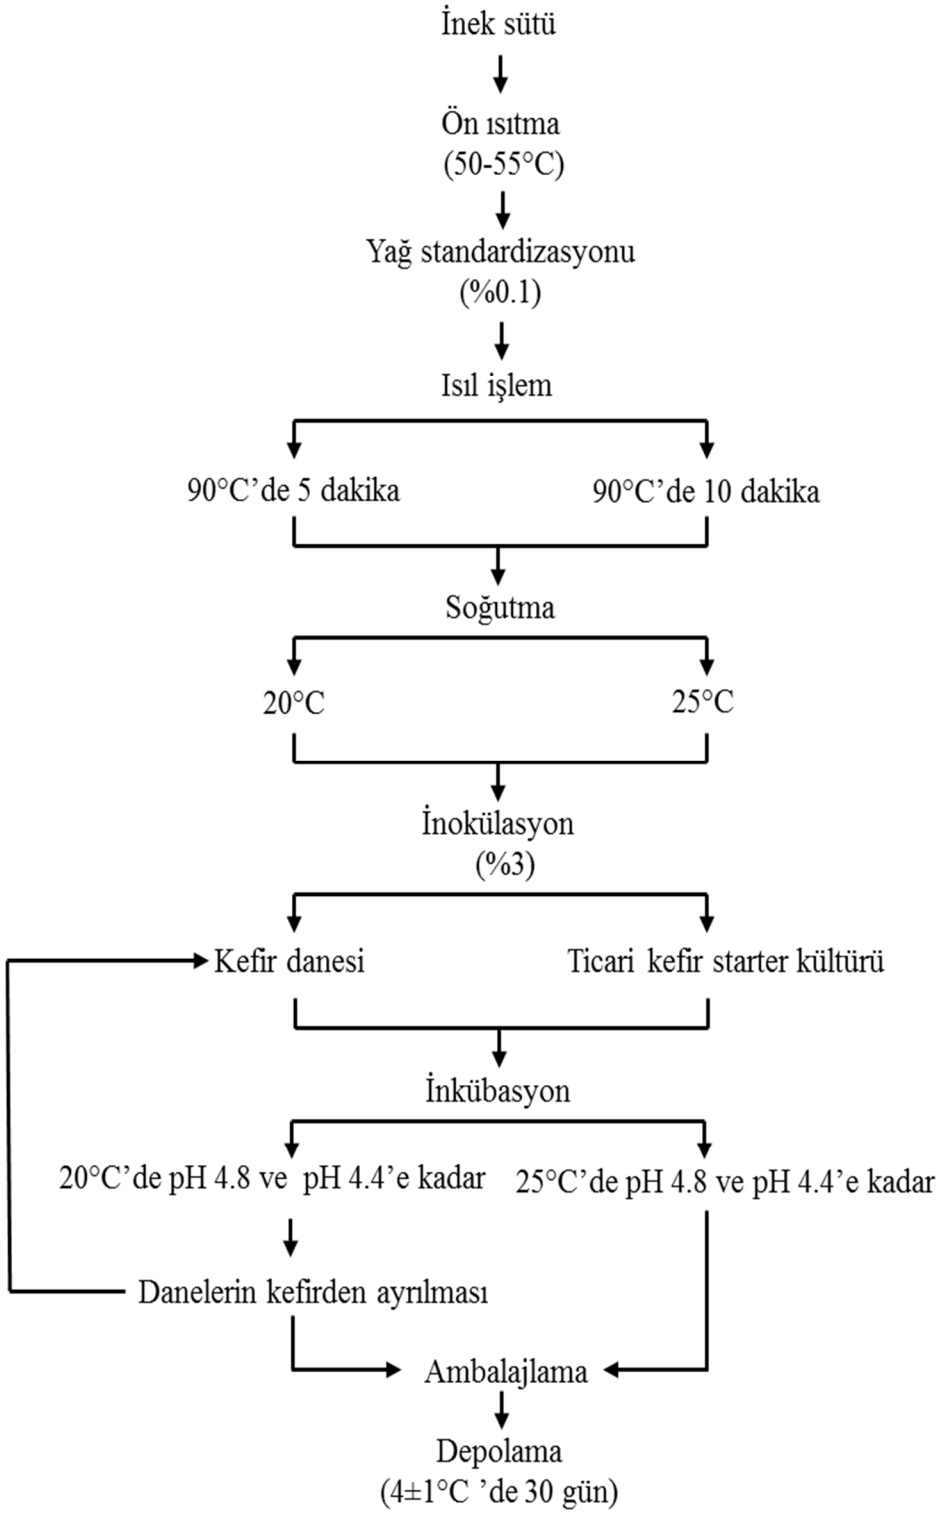 İnek sütü
Ön ısıtma
(50-55°C)
Yağ standardizasyonu
(%0.1)
Isıl işlem
90°C’de 5 dakika
90°C’de 10 dakika
Soğutma
20°C
25°C
İnokülasyon
(%3)
Kefir danesi
Ticari kefir starter kültürü
İnkübasyon
20°C’de pH 4.8 ve pH 4.4’e kadar
25°C’de pH 4.8 ve pH 4.4’e kadar
Danelerin kefirden ayrılması
Ambalajlama
Depolama
(4±1°C ’de 30 gün)